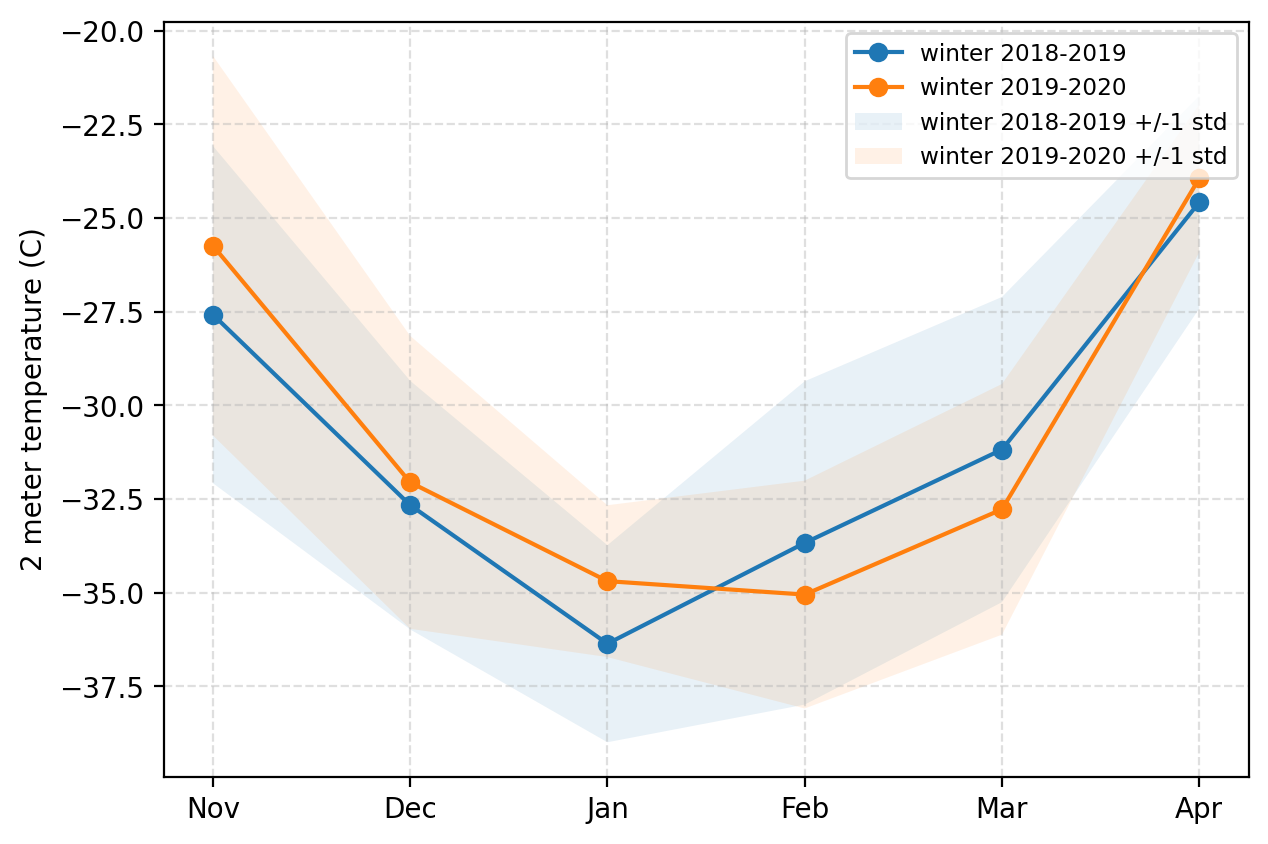 −20.0
−22.5
−25.0
−27.5
−30.0
−32.5
−35.0
−37.5
2 meter temperature (C)
winter 2018-2019
winter 2019-2020
winter 2018-2019 +/-1 std
winter 2019-2020 +/-1 std
Nov Dec Jan Feb Mar Apr